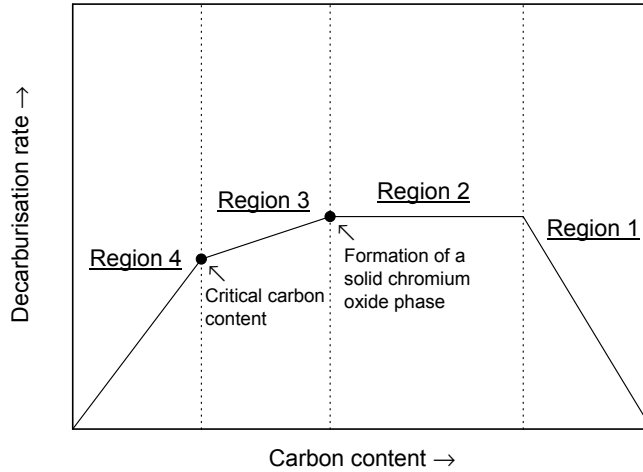 Decarburisation rate →
Region 4
Region 3
Region 2
Region 1
Critical carbon
content
Formation of a
solid chromium
oxide phase
Carbon content →